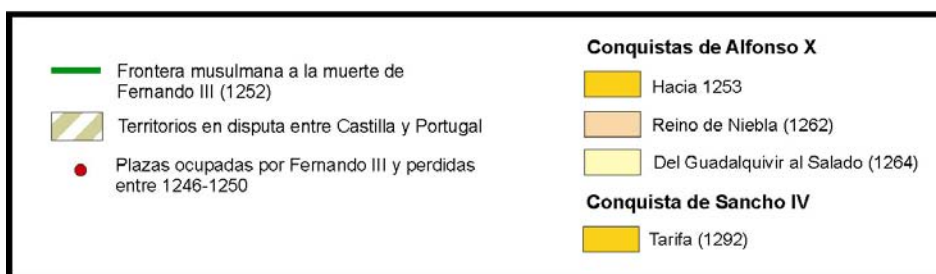 Frontera musulmana a la muerte de
Fernando III (1252)
Territorios en disputa entre Castilla y Portugal
Plazas ocupadas por Fernando III y perdidas
entre 1246-1250
Conquistas de Alfonso X
Hacia 1253
Reino de Niebla (1262)
Del Guadalquivir al Salado (1264)
Conquista de Sancho IV
Tarifa (1292)